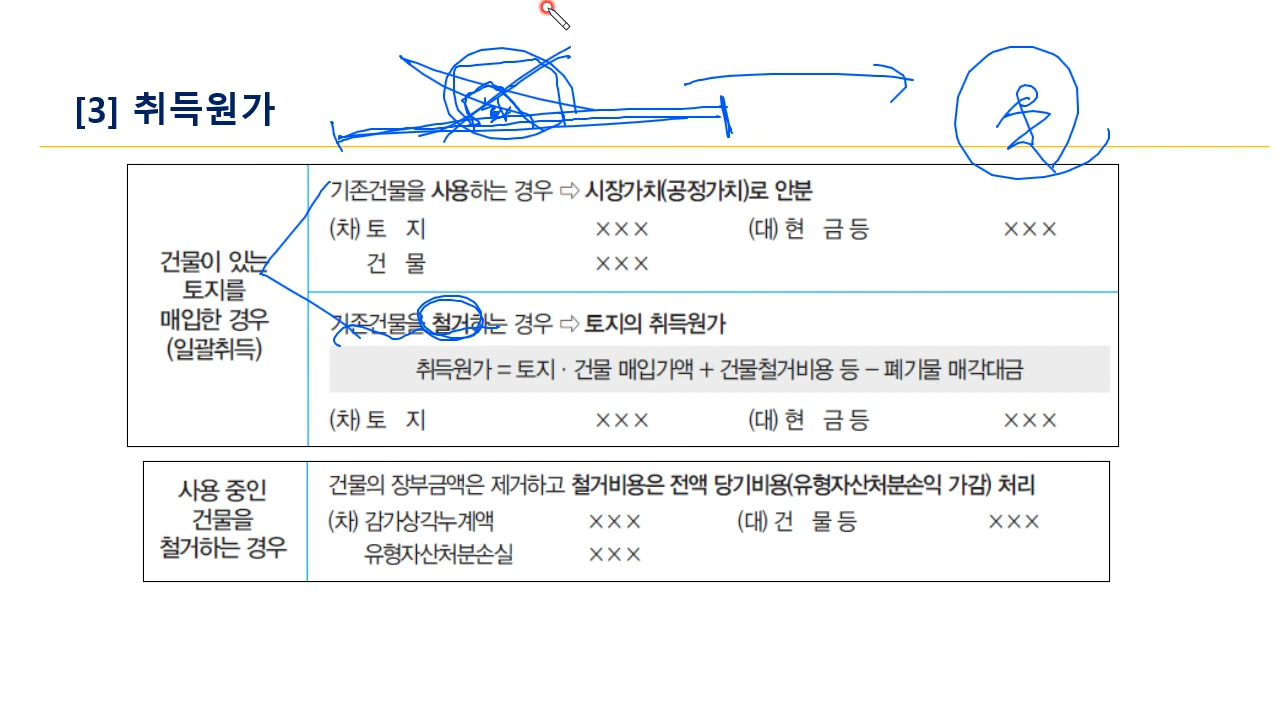 [3] 취득원가
건물이 있는
토지를
매입한 경우
(일괄취득)
기존건물을 사용하는 경우 ⇨ 시장가치(공정가치)로 안분
(차) 토 지 ××× (대) 현 금 등 ×××
건 물 ×××
기존건물을 철거하는 경우 ⇨ 토지의 취득원가
취득원가 = 토지 · 건물 매입가액 + 건물철거비용 등 − 폐기물 매각대금
(차) 토 지 ××× (대) 현 금 등 ×××
사용 중인
건물을
철거하는 경우
건물의 장부금액은 제거하고 철거비용은 전액 당기비용(유형자산처분손익 가감) 처리
(차) 감가상각누계액 ××× (대) 건 물 등 ×××
유형자산처분손실 ×××